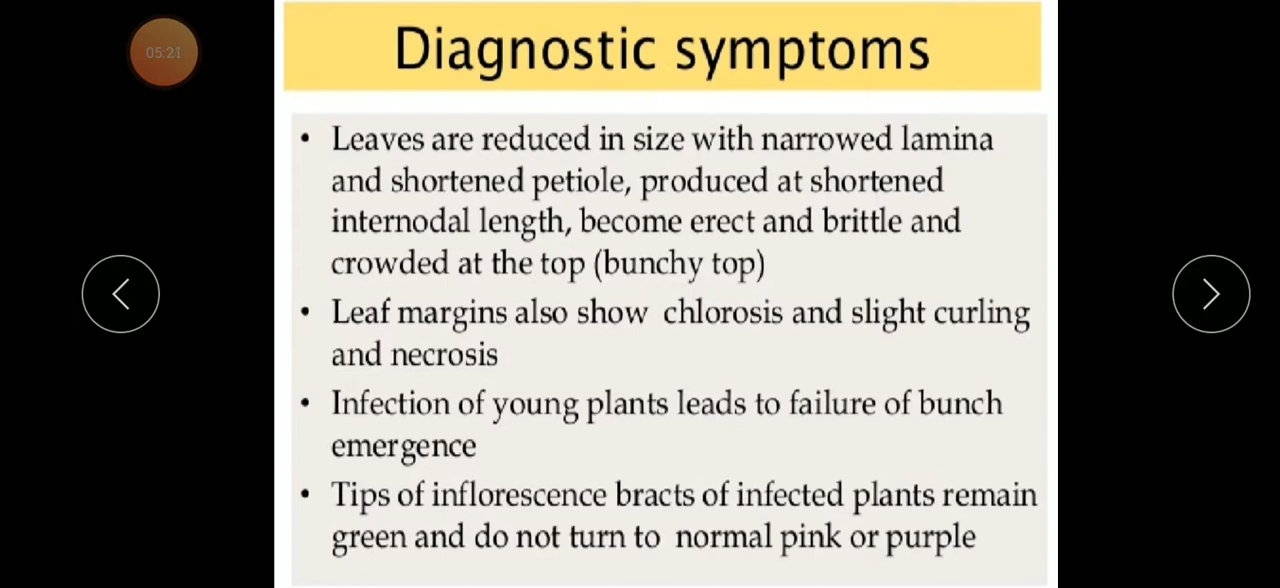 05:21
Diagnostic symptoms
• Leaves are reduced in size with narrowed lamina
and shortened petiole, produced at shortened
internodal length, become erect and brittle and
crowded at the top (bunchy top)
• Leaf margins also show chlorosis and slight curling
and necrosis
• Infection of young plants leads to failure of bunch
emergence
• Tips of inflorescence bracts of infected plants remain
green and do not turn to normal pink or purple